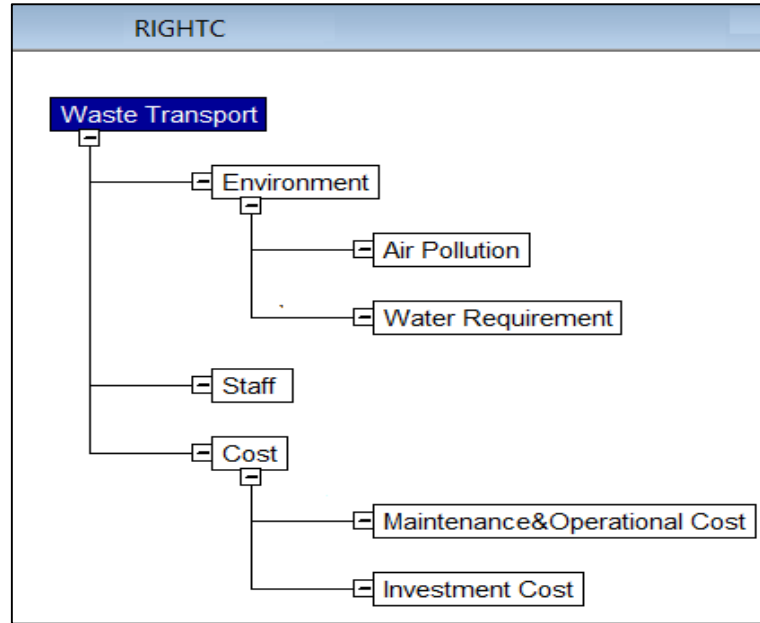 RIGHTC
Waste Transport
Environment
Air Pollution
Water Requirement
Staff
Cost
Maintenance&Operational Cost
Investment Cost